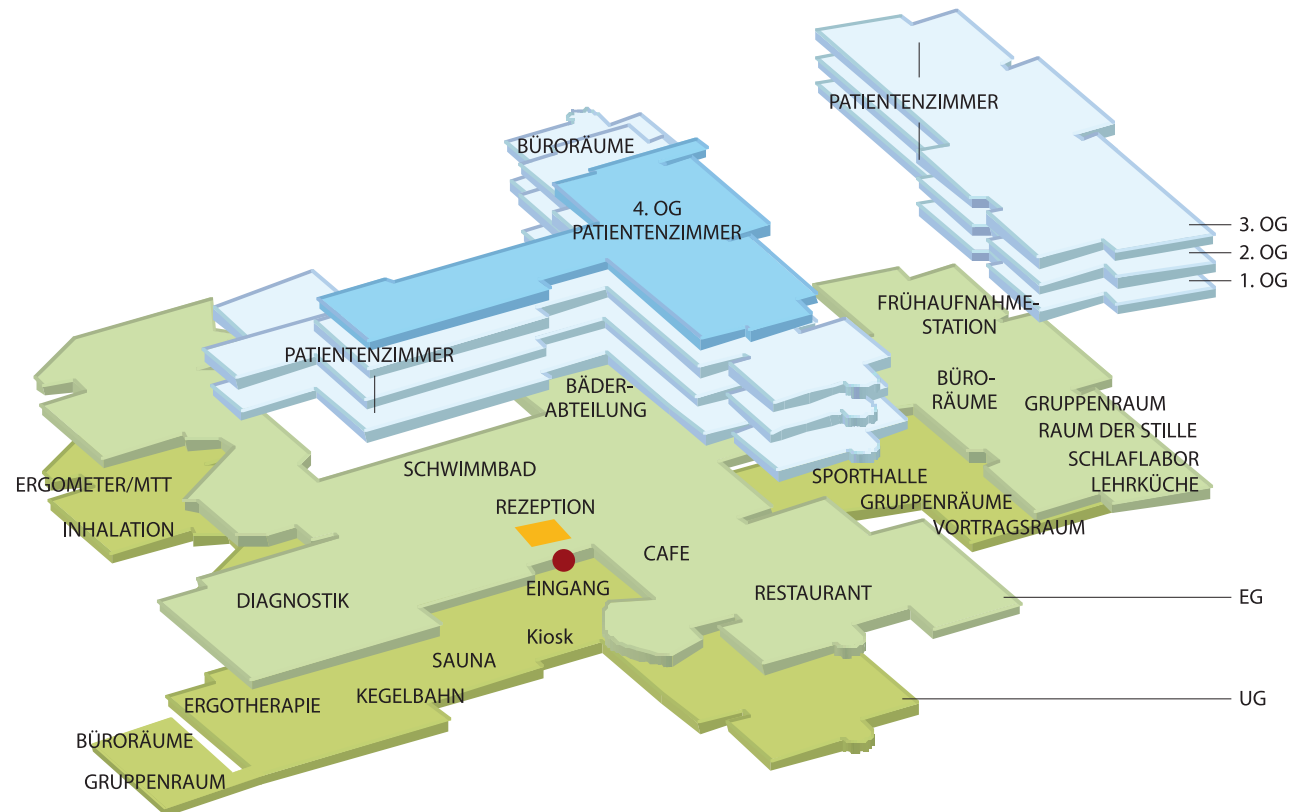 PATIENTENZIMMER
BÜRORÄUME
4. OG
PATIENTENZIMMER
3. OG
2. OG
1. OG
FRÜHAUFNAHME-
STATION
PATIENTENZIMMER
BÄDER-
ABTEILUNG
BÜRO-
RÄUME
GRUPPENRAUM
RAUM DER STILLE
SCHLAFLABOR
LEHRKÜCHE
SCHWIMMBAD
SPORTHALLE
GRUPPENRÄUME
VORTRAGSRAUM
ERGOMETER/MTT
INHALATION
REZEPTION
CAFE
EINGANG
RESTAURANT
DIAGNOSTIK
EG
Kiosk
SAUNA
KEGELBAHN
ERGOTHERAPIE
UG
BÜRORÄUME
GRUPPENRAUM